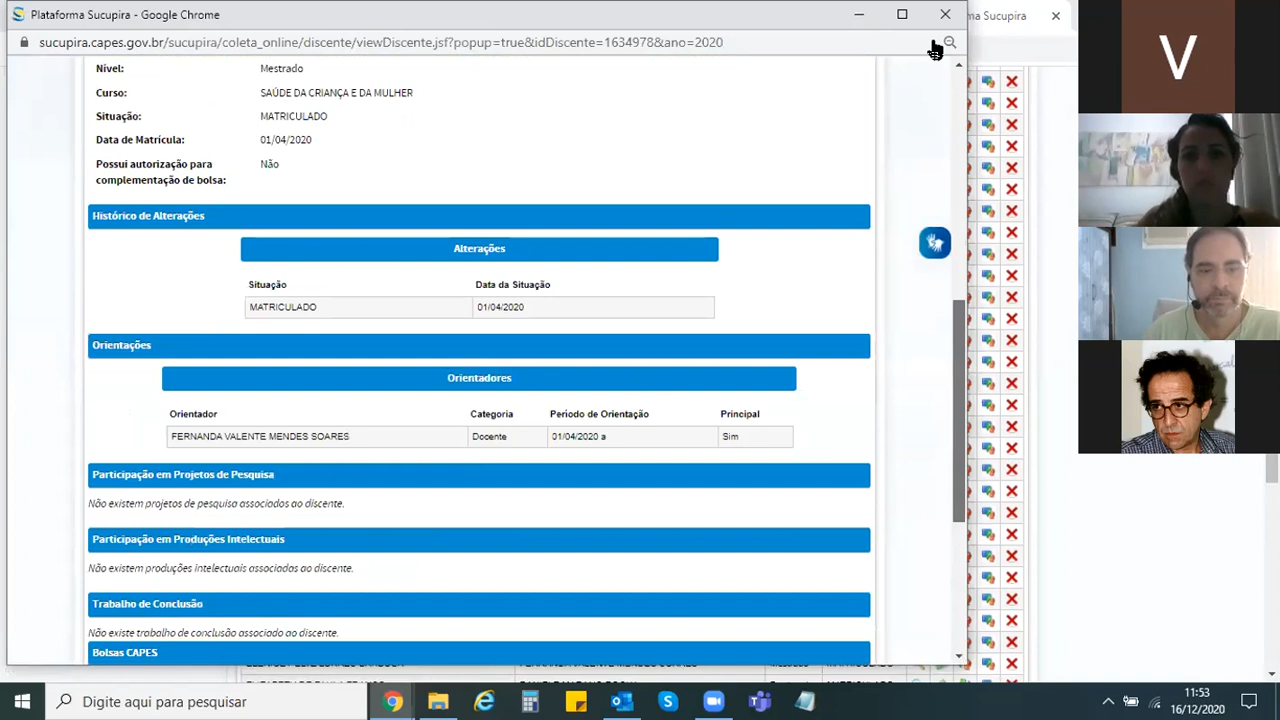 Plataforma Sucupira - Google Chrome
ma Sucupira
sucupira.capes.gov.br/sucupira/coleta_online/discente/viewDiscente.jsf?popup=true&idDiscente=1634978&ano=2020
V
Nível: Mestrado
Curso: SAÚDE DA CRIANÇA E DA MULHER
Situação: MATRICULADO
Data de Matrícula: 01/04/2020
Possui autorização para Não
complementação de bolsa:
Histórico de Alterações
Alterações
Situação Data da Situação
MATRICULADO 01/04/2020
Orientações
Orientadores
Orientador Categoria Periodo de Orientação Principal
FERNANDA VALENTE MENDES SOARES Docente 01/04/2020 a Sim
Participação em Projetos de Pesquisa
Não existem projetos de pesquisa associados ao discente.
Participação em Produções Intelectuais
Não existem produções intelectuais associados ao discente.
Trabalho de Conclusão
Não existe trabalho de conclusão associado ao discente.
Bolsas CAPES
Digite aqui para pesquisar
11:53
16/12/2020